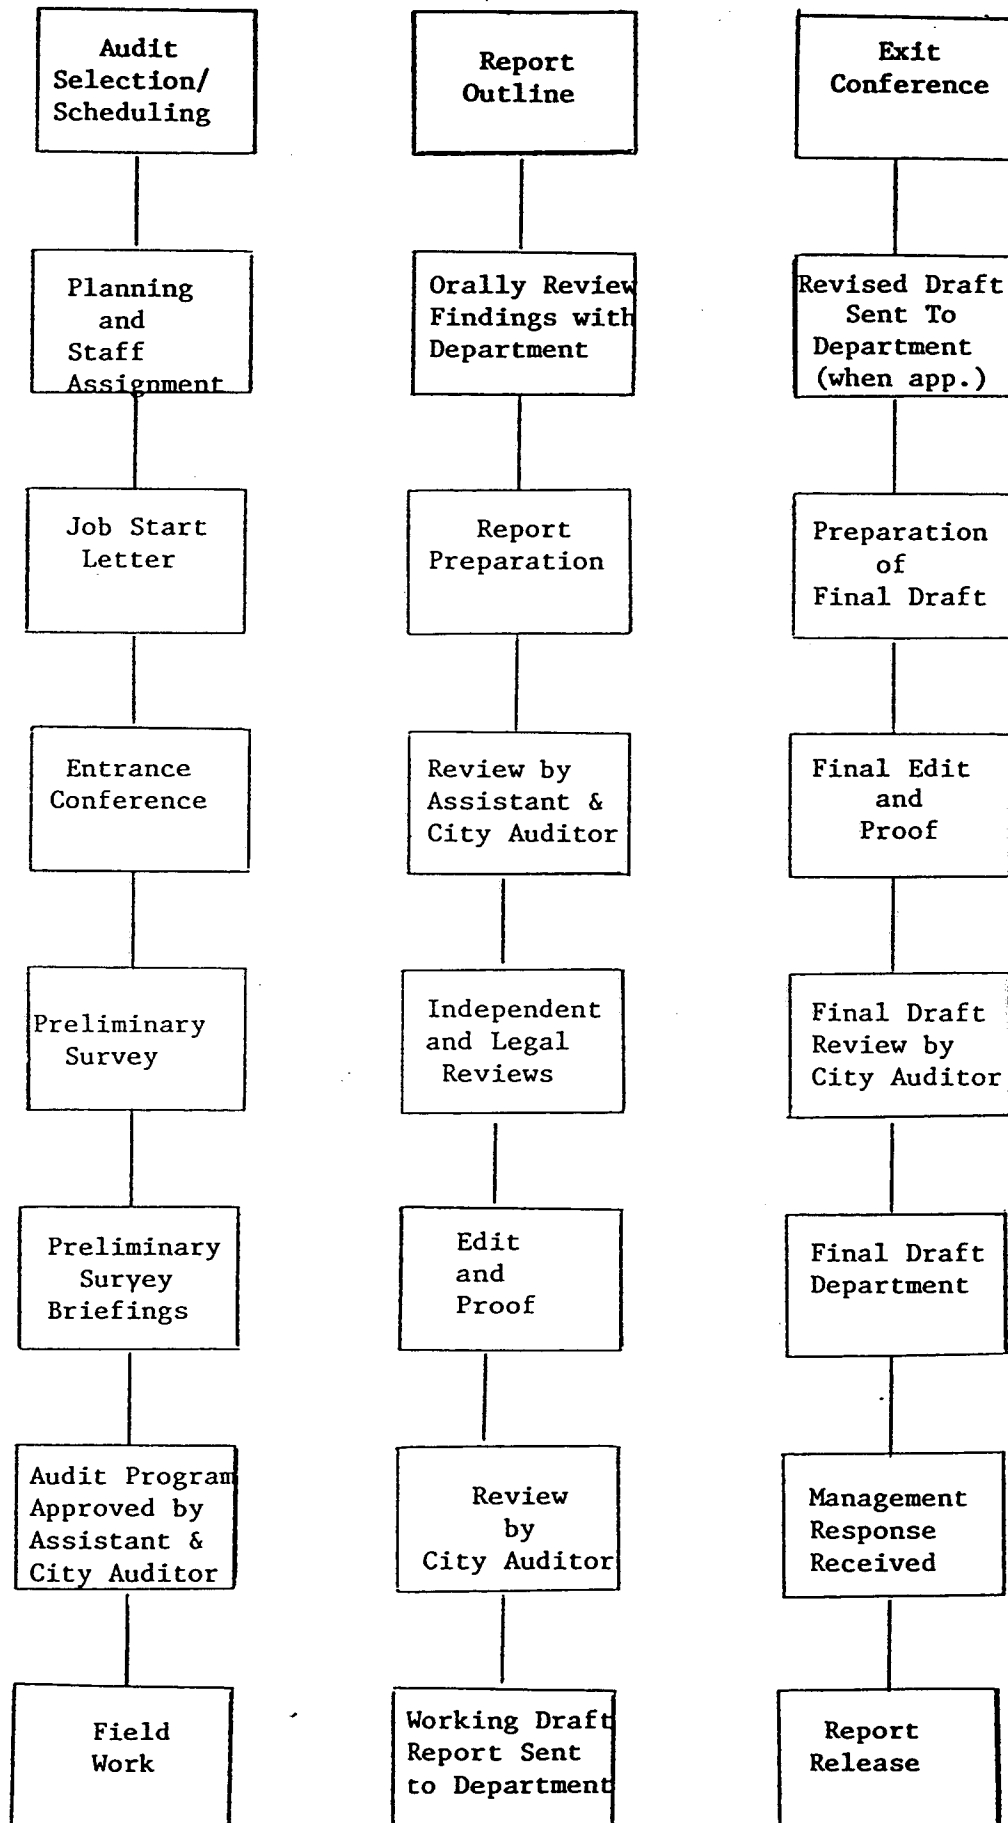 Audit
Selection/
Scheduling
Planning
and
Staff
Assignment
Job Start
Letter
Entrance
Conference
Preliminary
Survey
Preliminary
Survey
Briefings
Audit Program
Approved by
Assistant &
City Auditor
Field
Work
Report
Outline
Orally Review
Findings with
Department
Report
Preparation
Review by
Assistant &
City Auditor
Independent
and Legal
Reviews
Edit
and
Proof
Review
by
City Auditor
Working Draft
Report Sent
to Department
Exit
Conference
Revised Draft
Sent To
Department
(when app.)
Preparation
of
Final Draft
Final Edit
and
Proof
Final Draft
Review by
City Auditor
Final Draft
Department
Management
Response
Received
Report
Release